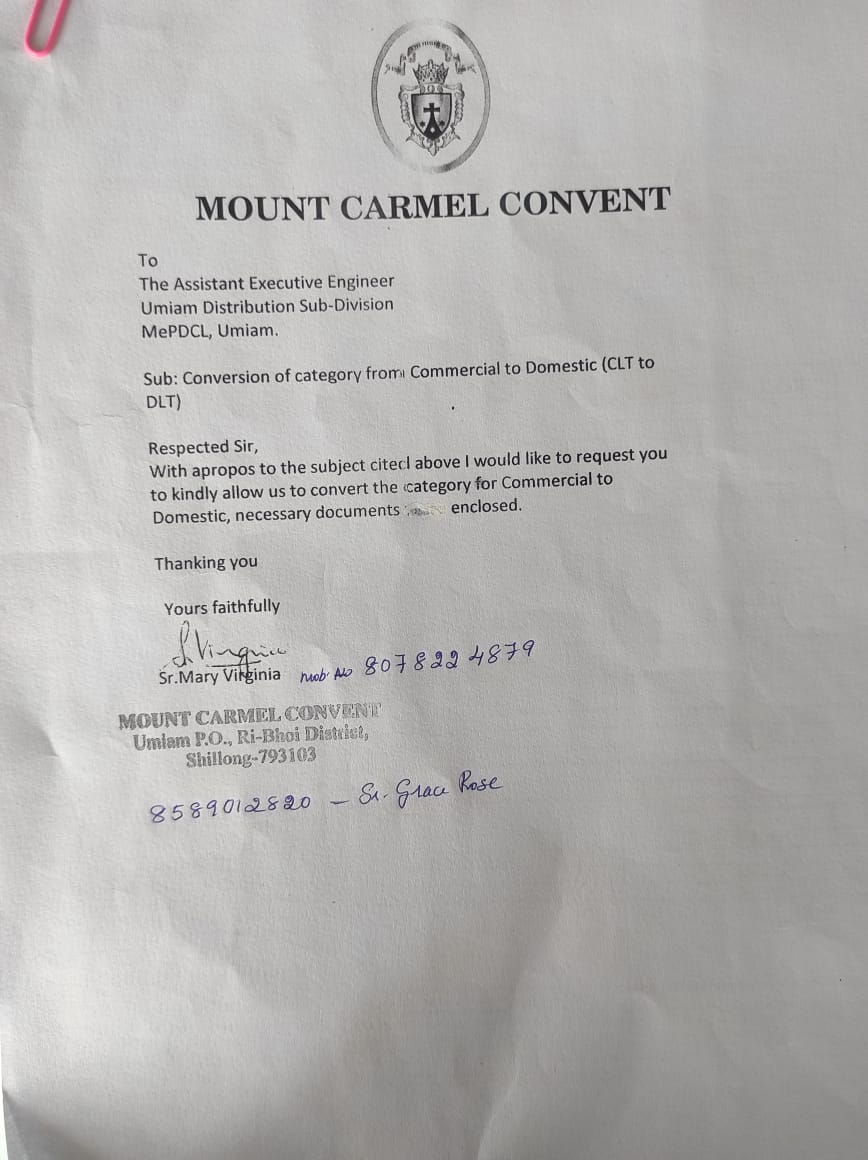 MOUNT CARMEL CONVENT
To
The Assistant Executive Engineer
Umiam Distribution Sub-Division
MePDCL, Umiam.
Sub: Conversion of category from Commercial to Domestic (CLT to
DLT)
Respected Sir,
With apropos to the subject cited above I would like to request you
to kindly allow us to convert the category for Commercial to
Domestic, necessary documents enclosed.
Thanking you
Yours faithfully
S.Virginia
Sr.Mary Virginia mob No 8078224879
MOUNT CARMEL CONVENT
Umiam P.O., Ri-Bhoi District,
Shillong-793103
8589012820 - Sr. Grace Rose